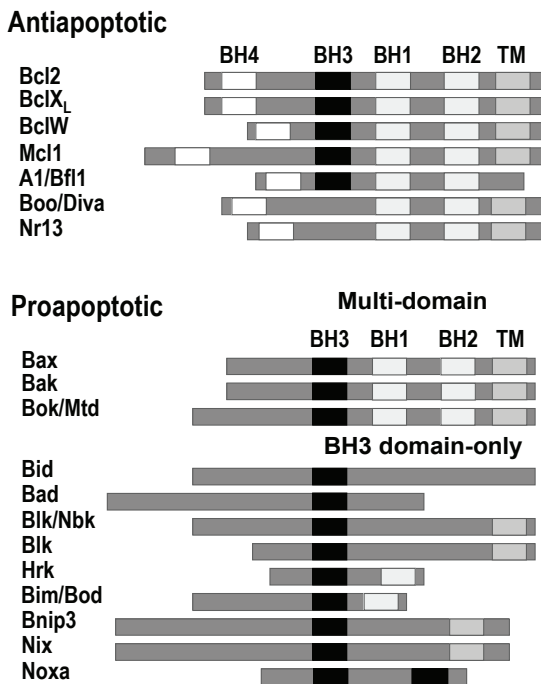 Antiapoptotic
BH4 BH3 BH1 BH2 TM
Bcl2
BclXL
BclW
Mcl1
A1/Bfl1
Boo/Diva
Nr13
Proapoptotic
Multi-domain
BH3 BH1 BH2 TM
Bax
Bak
Bok/Mtd
BH3 domain-only
Bid
Bad
Blk/Nbk
Blk
Hrk
Bim/Bod
Bnip3
Nix
Noxa